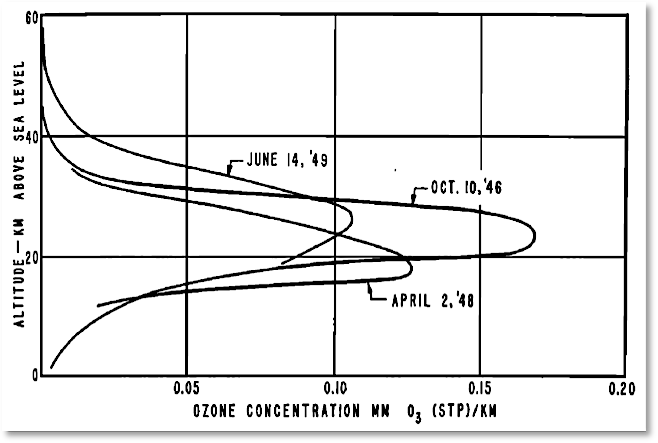 60
40
20
0
ALTITUDE—KM ABOVE SEA LEVEL
JUNE 14,'49
OCT. 10,'46
APRIL 2,'48
0.05 0.10 0.15 0.20
OZONE CONCENTRATION MM O₃ (STP)/KM